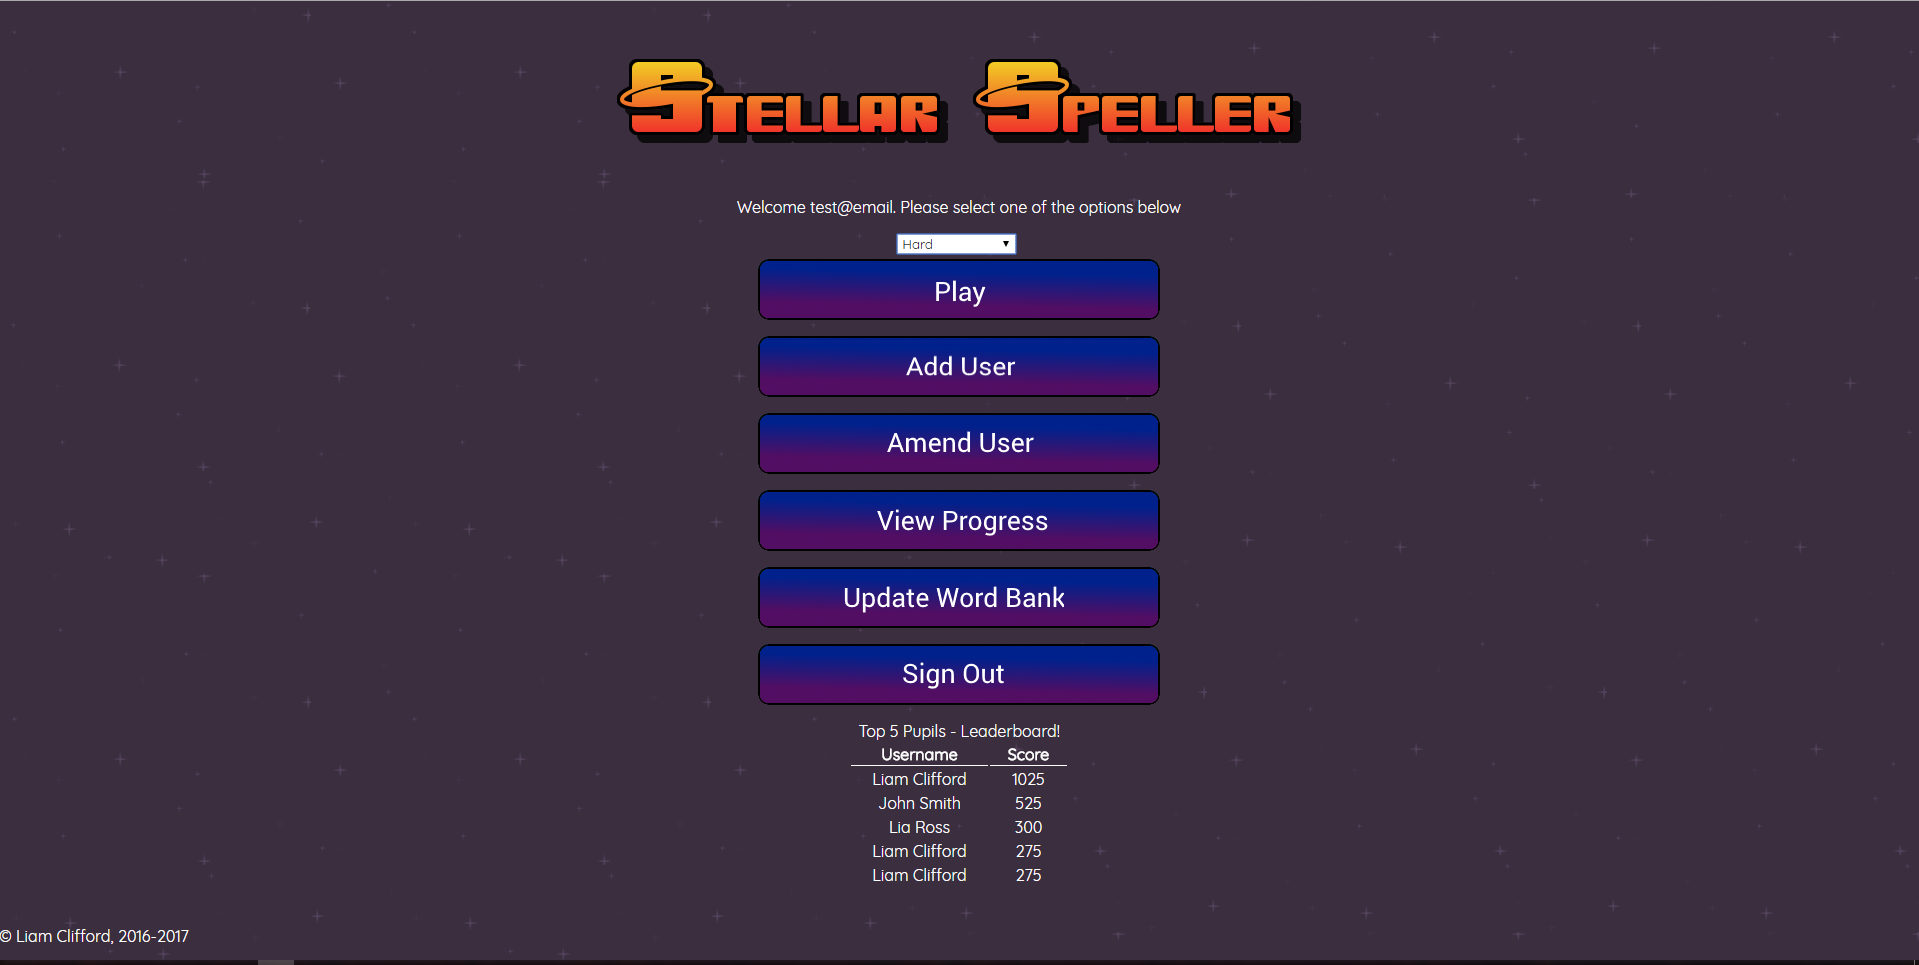 Stellar Speller
Welcome test@email. Please select one of the options below
Hard
Play
Add User
Amend User
View Progress
Update Word Bank
Sign Out
Top 5 Pupils - Leaderboard!
Username Score
Liam Clifford 1025
John Smith 525
Lia Ross 300
Liam Clifford 275
Liam Clifford 275
© Liam Clifford, 2016-2017